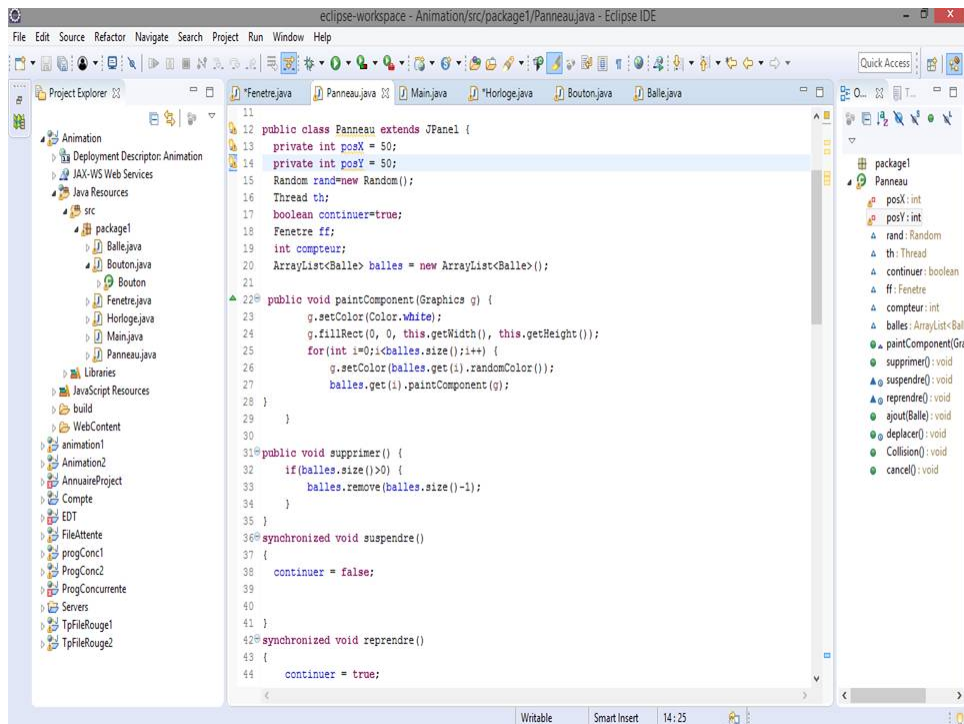 eclipse-workspace - Animation/src/package1/Panneau.java - Eclipse IDE
File Edit Source Refactor Navigate Search Project Run Window Help
Quick Access
Project Explorer
Animation
Deployment Descriptor: Animation
JAX-WS Web Services
Java Resources
src
package1
Balle.java
Bouton.java
Bouton
Fenetre.java
Horloge.java
Main.java
Panneau.java
Libraries
JavaScript Resources
build
WebContent
animation1
Animation2
AnnuaireProject
Compte
EDT
FileAttente
progConc1
ProgConc2
ProgConcurrente
Servers
TpFileRouge1
TpFileRouge2
*Fenetre.java Panneau.java Main.java *Horloge.java Bouton.java Balle.java
11
12 public class Panneau extends JPanel {
13 private int posX = 50;
14 private int posY = 50;
15 Random rand=new Random();
16 Thread th;
17 boolean continuer=true;
18 Fenetre ff;
19 int compteur;
20 ArrayList<Balle> balles = new ArrayList<Balle>();
21
22 public void paintComponent(Graphics g) {
23 g.setColor(Color.white);
24 g.fillRect(0, 0, this.getWidth(), this.getHeight());
25 for(int i=0;i<balles.size();i++) {
26 g.setColor(balles.get(i).randomColor());
27 balles.get(i).paintComponent(g);
28 }
29 }
30
31 public void supprimer() {
32 if(balles.size()>0) {
33 balles.remove(balles.size()-1);
34 }
35 }
36 synchronized void suspendre()
37 {
38 continuer = false;
39
40
41 }
42 synchronized void reprendre()
43 {
44 continuer = true;
O... T...
package1
Panneau
posX : int
posY : int
rand : Random
th : Thread
continuer : boolean
ff : Fenetre
compteur : int
balles : ArrayList<Bal
paintComponent(Gra
supprimer() : void
suspendre() : void
reprendre() : void
ajout(Balle) : void
deplacer() : void
Collision() : void
cancel() : void
Writable Smart Insert 14 : 25